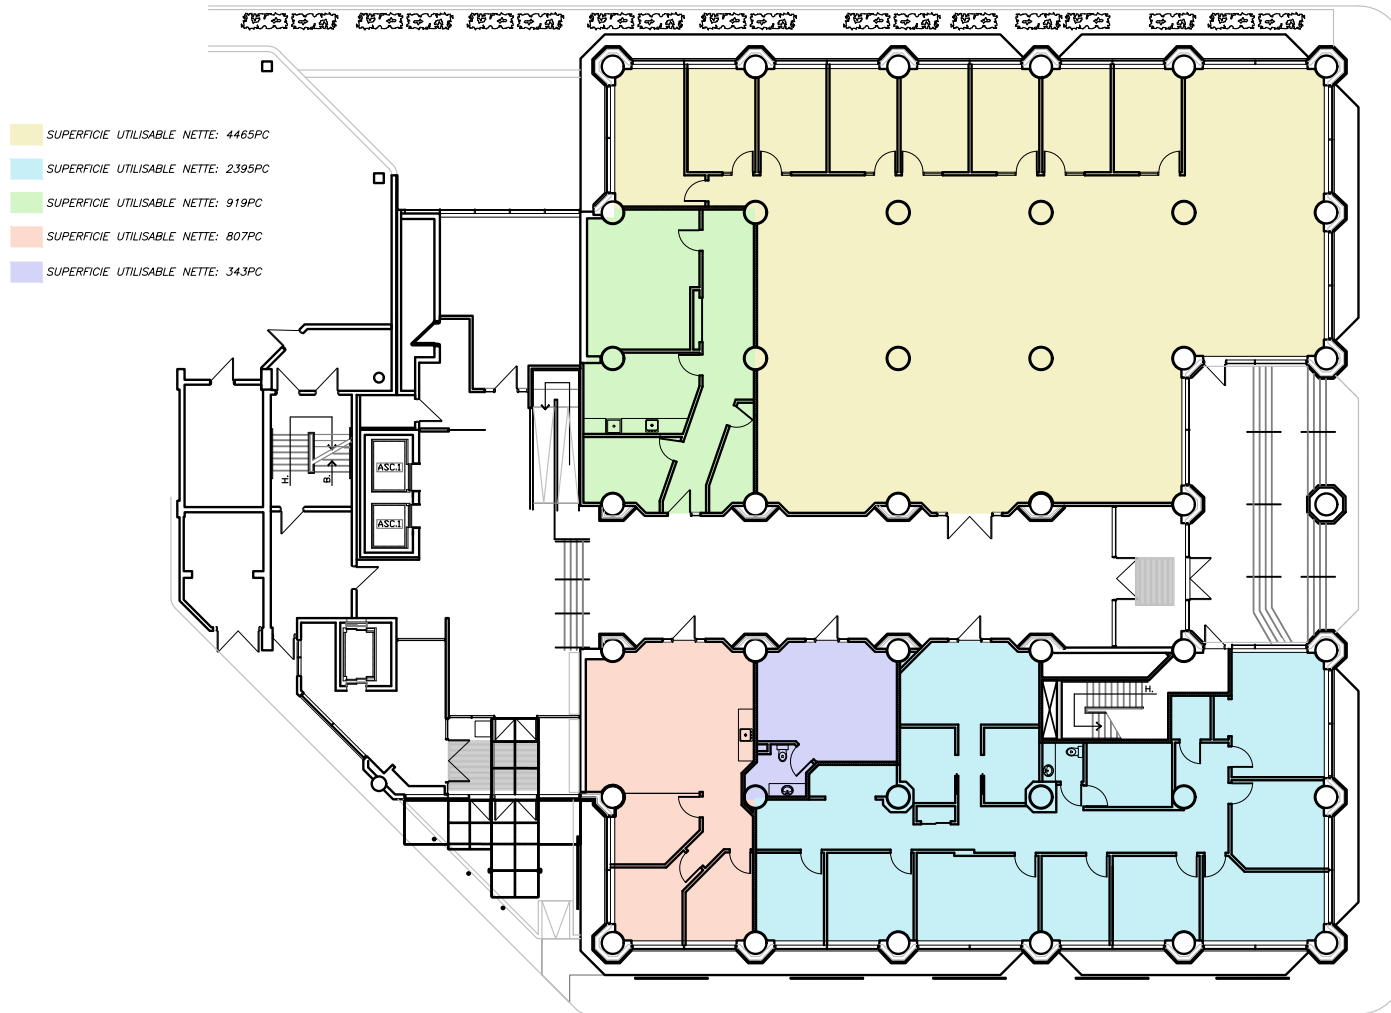 SUPERFICIE UTILISABLE NETTE: 4465PC
SUPERFICIE UTILISABLE NETTE: 2395PC
SUPERFICIE UTILISABLE NETTE: 919PC
SUPERFICIE UTILISABLE NETTE: 807PC
SUPERFICIE UTILISABLE NETTE: 343PC
ASC.1
H.
B.
ASC.1
H.